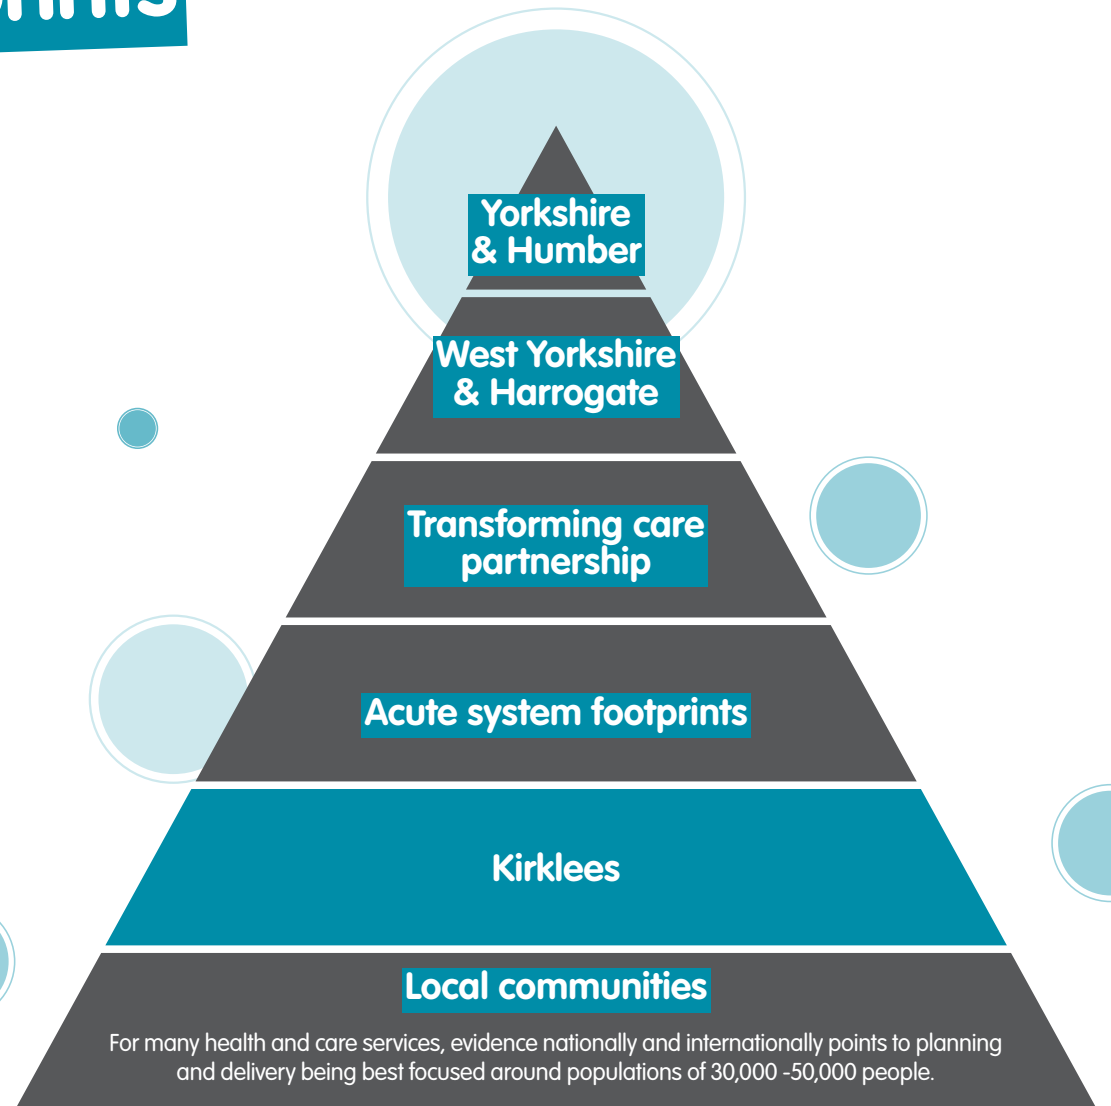 Yorkshire
& Humber
West Yorkshire
& Harrogate
Transforming care
partnership
Acute system footprints
Kirklees
Local communities
For many health and care services, evidence nationally and internationally points to planning
and delivery being best focused around populations of 30,000 -50,000 people.